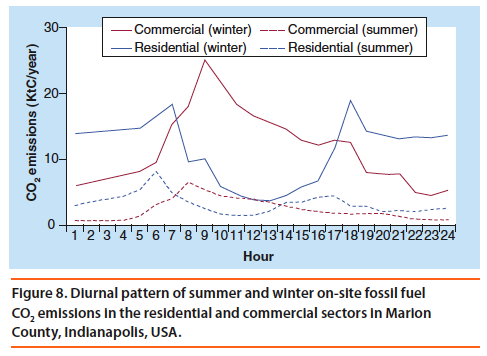 Commercial (winter) Commercial (summer)
Residential (winter) Residential (summer)
30
20
10
0
CO₂ emissions (KtC/year)
1 2 3 4 5 6 7 8 9 10 11 12 13 14 15 16 17 18 19 20 21 22 23 24
Hour
Figure 8. Diurnal pattern of summer and winter on-site fossil fuel
CO₂ emissions in the residential and commercial sectors in Marion
County, Indianapolis, USA.